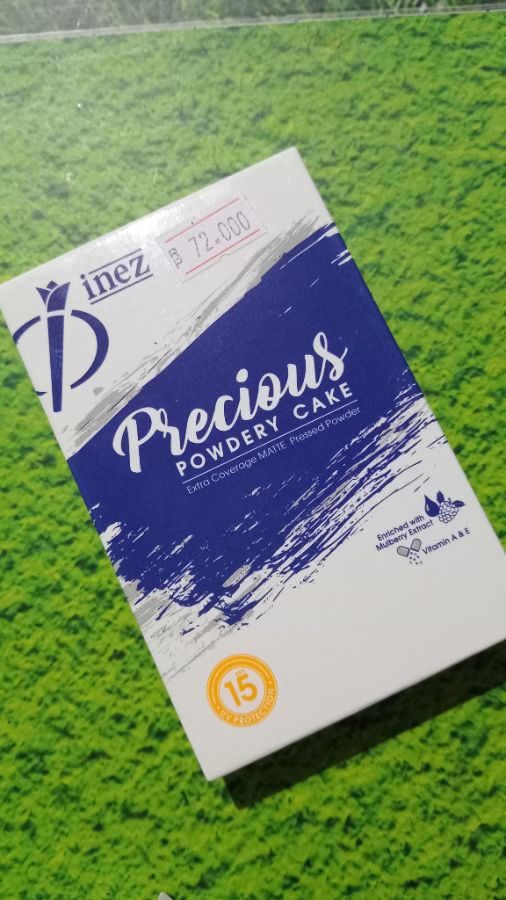 inez
72.000
Precious
POWDERY CAKE
Extra Coverage MATTE Pressed Powder
Enriched with
Mulberry Extract
Vitamin A & E
SPF
15
UV PROTECTION